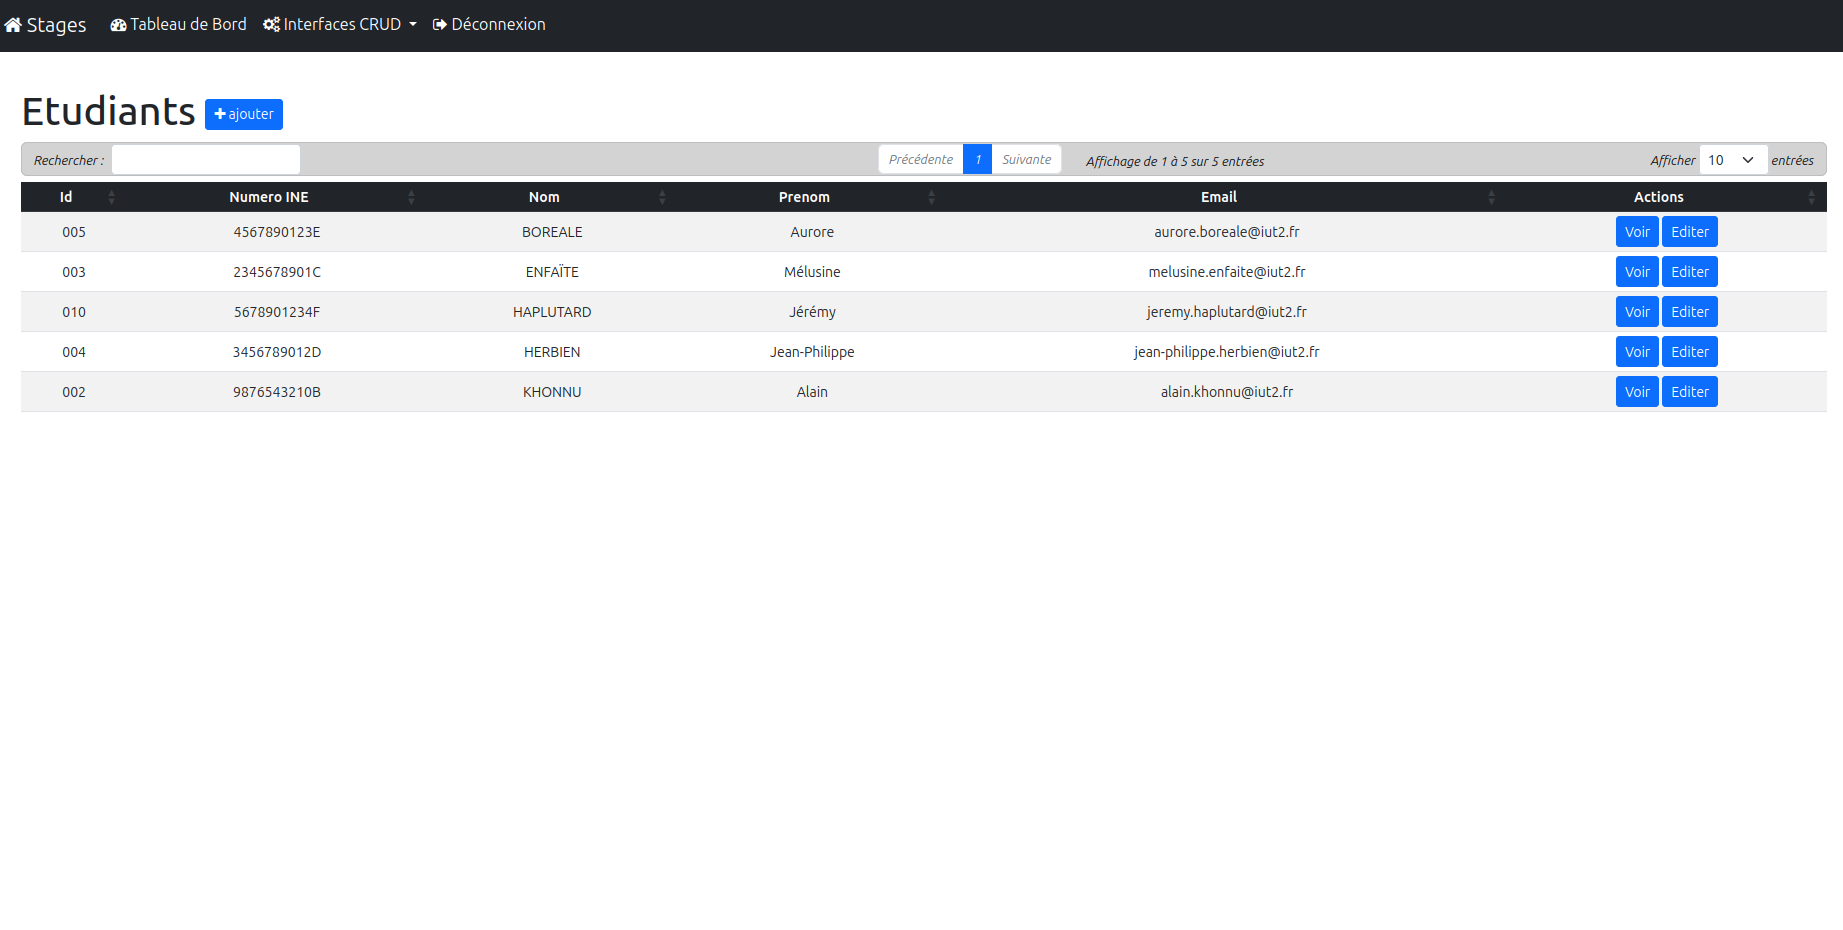 Stages Tableau de Bord Interfaces CRUD Déconnexion
Etudiants ajouter
Rechercher : Précédente 1 Suivante Affichage de 1 à 5 sur 5 entrées Afficher 10 entrées
Id Numero INE Nom Prenom Email Actions
005 4567890123E BOREALE Aurore aurore.boreale@iut2.fr Voir Editer
003 2345678901C ENFAÏTE Mélusine melusine.enfaite@iut2.fr Voir Editer
010 5678901234F HAPLUTARD Jérémy jeremy.haplutard@iut2.fr Voir Editer
004 3456789012D HERBIEN Jean-Philippe jean-philippe.herbien@iut2.fr Voir Editer
002 9876543210B KHONNU Alain alain.khonnu@iut2.fr Voir Editer